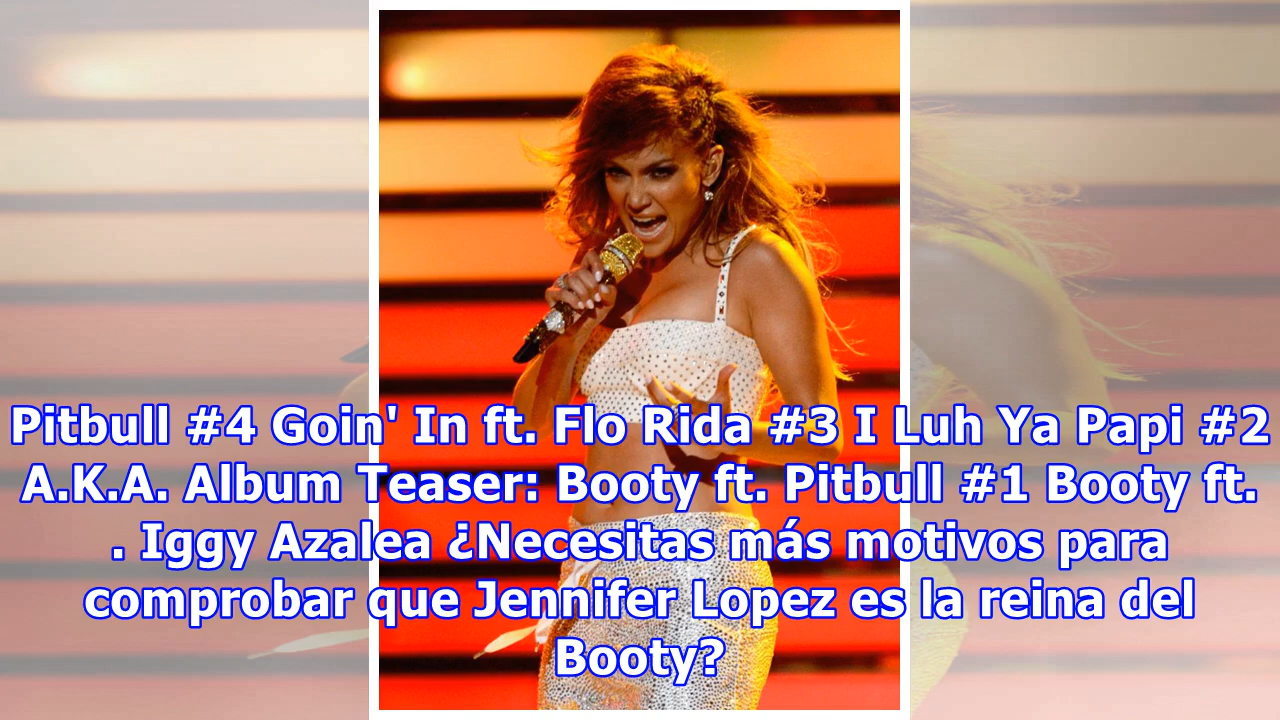 Pitbull #4 Goin' In ft. Flo Rida #3 I Luh Ya Papi #2
A.K.A. Album Teaser: Booty ft. Pitbull #1 Booty ft.
. Iggy Azalea ¿Necesitas más motivos para
comprobar que Jennifer Lopez es la reina del
Booty?